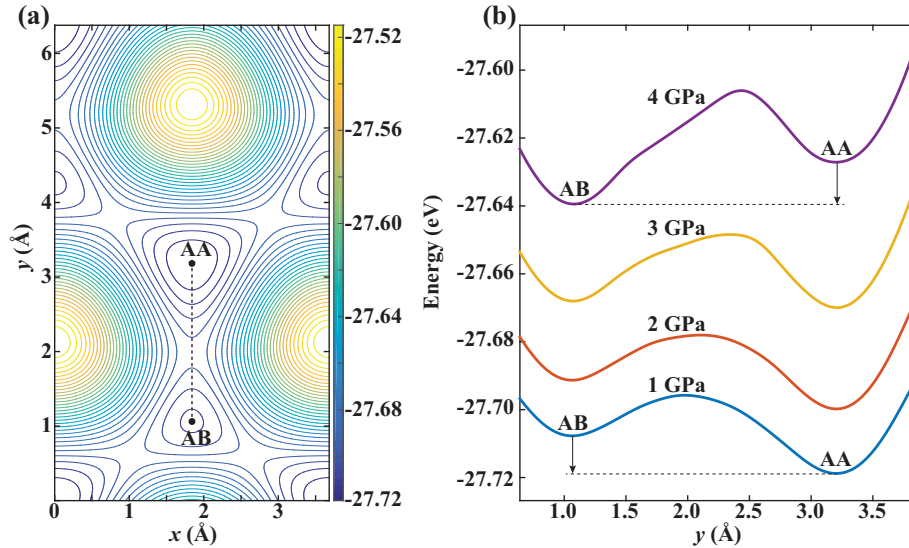 (a)
6
5
4
3
2
1
0
y (Å)
0
1
2
3
x (Å)
AA
AB
-27.52
-27.56
-27.60
-27.64
-27.68
-27.72
(b)
-27.60
-27.62
-27.64
-27.66
-27.68
-27.70
-27.72
Energy (eV)
1.0
1.5
2.0
2.5
3.0
3.5
y (Å)
4 GPa
AA
AB
3 GPa
2 GPa
1 GPa
AB
AA